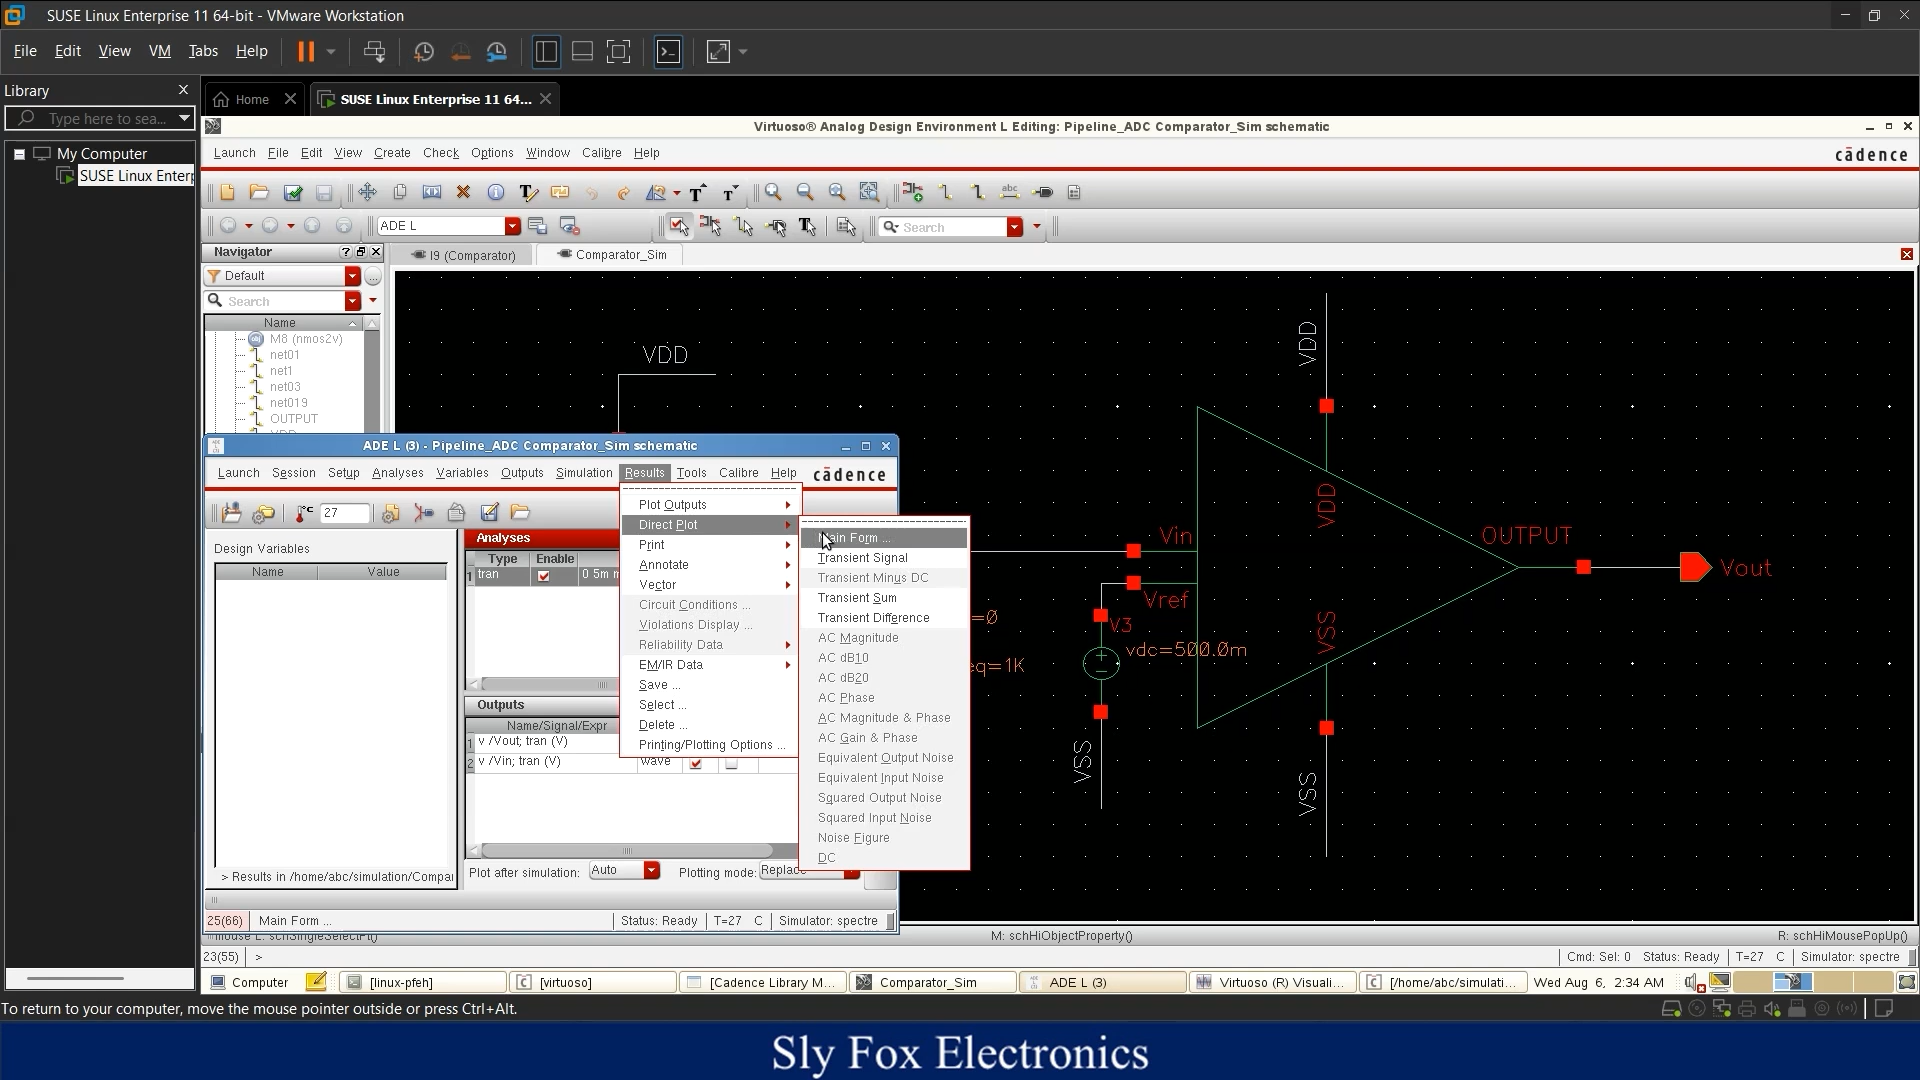 SUSE Linux Enterprise 11 64-bit - VMware Workstation
File Edit View VM Tabs Help
Library
Type here to sea...
My Computer
SUSE Linux Enterp
Home
SUSE Linux Enterprise 11 64...
Virtuoso® Analog Design Environment L Editing: Pipeline_ADC Comparator_Sim schematic
Launch File Edit View Create Check Options Window Calibre Help
cādence
ADE L
Search
Navigator
I9 (Comparator)
Comparator_Sim
Default
Search
Name
M8 (nmos2v)
net01
net1
net03
net019
OUTPUT
VDD
VDD
VDD
VDD
Vin
OUTPUT
Vout
Vref
V3
vdc=500.0m
=0
eq=1K
VSS
VSS
VSS
ADE L (3) - Pipeline_ADC Comparator_Sim schematic
Launch Session Setup Analyses Variables Outputs Simulation Results Tools Calibre Help
cādence
27
Design Variables
Name Value
> Results in /home/abc/simulation/Compar
Analyses
Type Enable
1 tran 0 5m m
Outputs
Name/Signal/Expr
1 v /Vout; tran (V)
2 v /Vin; tran (V) wave
Plot after simulation: Auto
Plotting mode: Replace
25(66) Main Form ...
Status: Ready T=27 C Simulator: spectre
Plot Outputs
Direct Plot
Print
Annotate
Vector
Circuit Conditions ...
Violations Display ...
Reliability Data
EM/IR Data
Save ...
Select ...
Delete ...
Printing/Plotting Options ...
Main Form ...
Transient Signal
Transient Minus DC
Transient Sum
Transient Difference
AC Magnitude
AC dB10
AC dB20
AC Phase
AC Magnitude & Phase
AC Gain & Phase
Equivalent Output Noise
Equivalent Input Noise
Squared Output Noise
Squared Input Noise
Noise Figure
DC
mouse L: schSingleSelectPt()
M: schHiObjectProperty()
R: schHiMousePopUp()
23(55) >
Cmd: Sel: 0 Status: Ready T=27 C Simulator: spectre
Computer
[linux-pfeh]
[virtuoso]
[Cadence Library M...
Comparator_Sim
ADE L (3)
Virtuoso (R) Visuali...
[/home/abc/simulati...
Wed Aug 6, 2:34 AM
To return to your computer, move the mouse pointer outside or press Ctrl+Alt.
Sly Fox Electronics